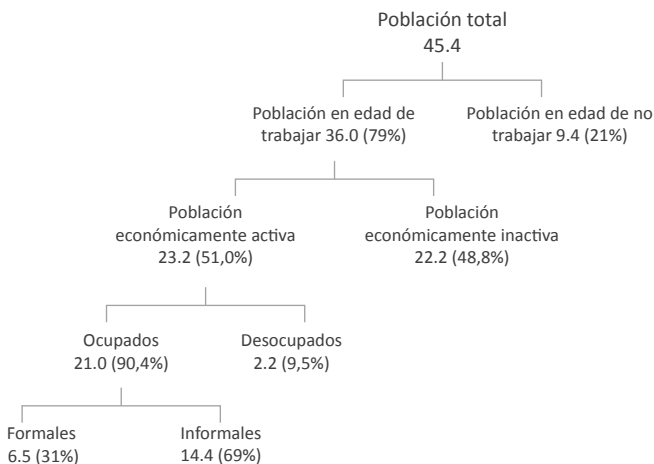 Población total
45.4
Población en edad de
trabajar 36.0 (79%)
Población en edad de no
trabajar 9.4 (21%)
Población
económicamente activa
23.2 (51,0%)
Población
económicamente inactiva
22.2 (48,8%)
Ocupados
21.0 (90,4%)
Desocupados
2.2 (9,5%)
Formales
6.5 (31%)
Informales
14.4 (69%)